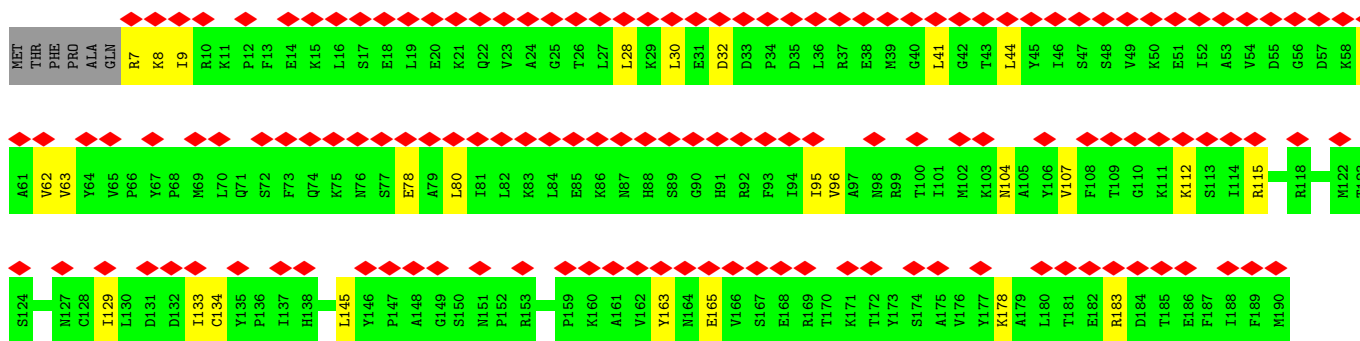 MET THR PHE PRO ALA GLN R7 K8 I9 R10 K11 P12 F13 E14 K15 L16 S17 E18 L19 E20 K21 Q22 V23 A24 G25 T26 L27 L28 K29 L30 E31 D32 D33 P34 D35 L36 R37 E38 M39 G40 L41 G42 T43 L44 Y45 I46 S47 S48 V49 K50 E51 I52 A53 V54 D55 G56 D57 K58
A61 V62 V63 Y64 V65 P66 Y67 P68 M69 L70 Q71 S72 F73 Q74 K75 N76 S77 E78 A79 L80 I81 L82 K83 L84 E85 K86 N87 H88 S89 G90 H91 R92 F93 I94 I95 V96 A97 N98 R99 T100 I101 M102 K103 N104 A105 Y106 V107 F108 T109 G110 K111 K112 S113 I114 R115 R118 M122
S124 N127 C128 I129 L130 D131 D132 I133 C134 Y135 P136 I137 H138 L145 Y146 P147 A148 G149 S150 N151 P152 R153 P159 K160 A161 V162 Y163 N164 E165 V166 S167 E168 R169 T170 K171 T172 Y173 S174 A175 V176 Y177 K178 A179 L180 T181 E182 R183 D184 T185 E186 F187 I188 F189 M190